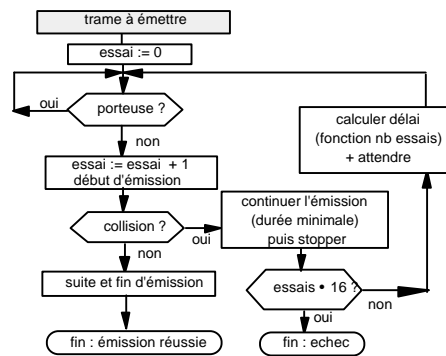 trame à émettre
essai := 0
oui
porteuse ?
non
calculer délai
(fonction nb essais)
+ attendre
essai := essai + 1
début d'émission
collision ?
oui
non
continuer l'émission
(durée minimale)
puis stopper
suite et fin d'émission
essais • 16 ?
non
oui
fin : émission réussie
fin : echec